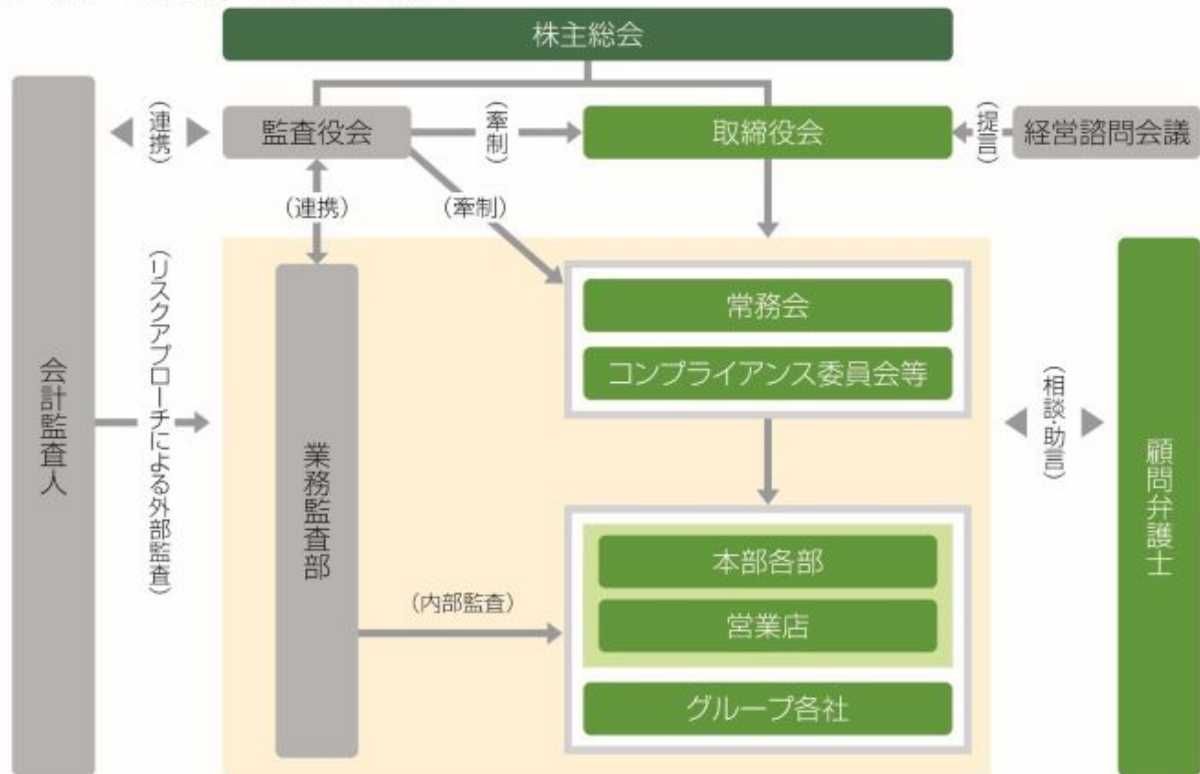 株主総会
(連携)
監査役会
(牽制)
取締役会
(提言)
経営諮問会議
(連携)
(牽制)
会計監査人
(リスクアプローチによる外部監査)
業務監査部
常務会
コンプライアンス委員会等
(相談・助言)
顧問弁護士
(内部監査)
本部各部
営業店
グループ各社